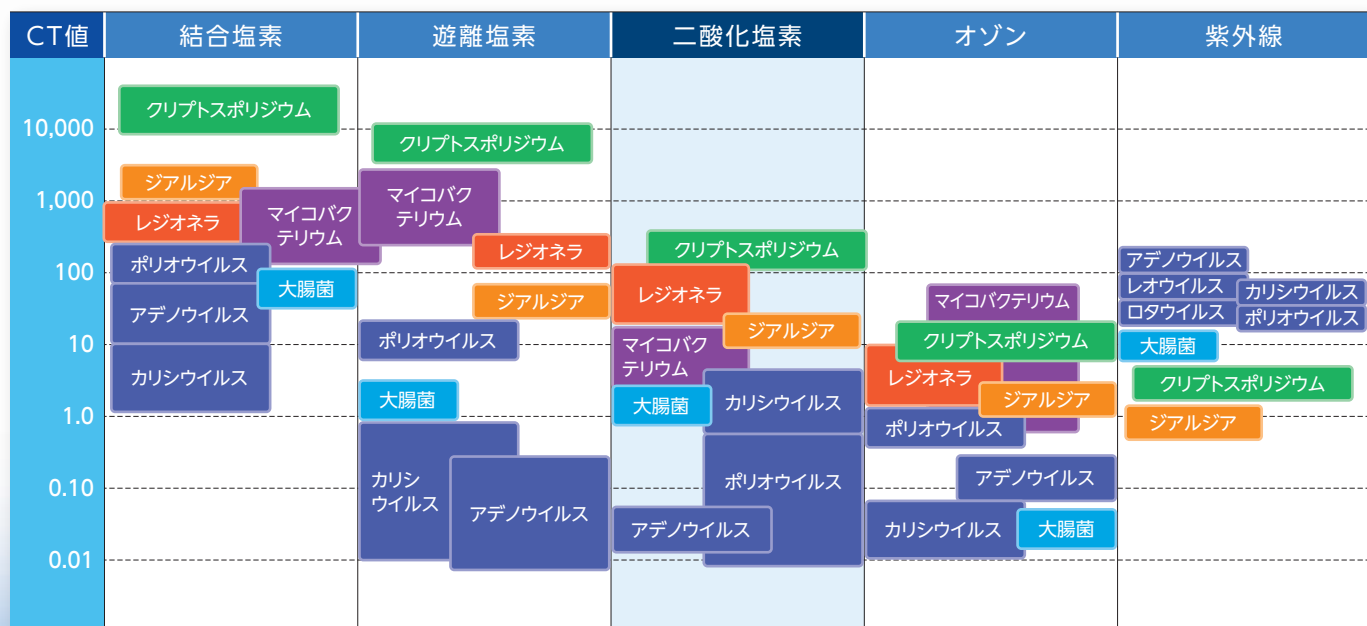 CT値
結合塩素
遊離塩素
二酸化塩素
オゾン
紫外線
10,000
1,000
100
10
1.0
0.10
0.01
クリプトスポリジウム
ジアルジア
レジオネラ
マイコバク
テリウム
ポリオウイルス
大腸菌
アデノウイルス
カリシウイルス
クリプトスポリジウム
マイコバク
テリウム
レジオネラ
ジアルジア
ポリオウイルス
大腸菌
カリシ
ウイルス
アデノウイルス
クリプトスポリジウム
レジオネラ
ジアルジア
マイコバク
テリウム
大腸菌
カリシウイルス
ポリオウイルス
アデノウイルス
マイコバクテリウム
クリプトスポリジウム
レジオネラ
ジアルジア
ポリオウイルス
アデノウイルス
カリシウイルス
大腸菌
アデノウイルス
レオウイルス
カリシウイルス
ロタウイルス
ポリオウイルス
大腸菌
クリプトスポリジウム
ジアルジア